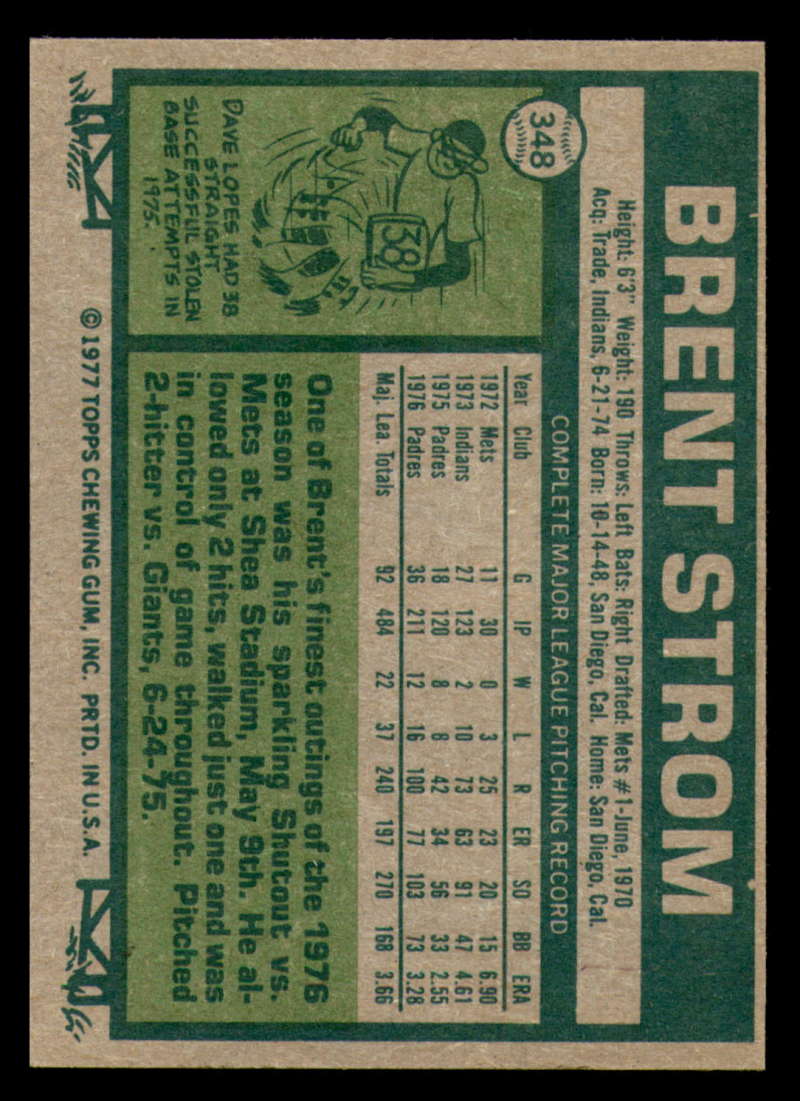 348
BRENT STROM
Height: 6'3" Weight: 190 Throws: Left Bats: Right Drafted: Mets #1-June, 1970
Acq: Trade, Indians, 6-21-74 Born: 10-14-48, San Diego, Cal. Home: San Diego, Cal.
COMPLETE MAJOR LEAGUE PITCHING RECORD
Year Club G IP W L R ER SO BB ERA
1972 Mets 11 30 0 3 25 23 20 15 6.90
1973 Indians 27 123 2 10 73 63 91 47 4.61
1975 Padres 18 120 8 8 42 34 56 33 2.55
1976 Padres 36 211 12 16 100 77 103 73 3.28
Maj. Lea. Totals 92 484 22 37 240 197 270 168 3.66
38
DAVE LOPES HAD 38
STRAIGHT
SUCCESSFUL STOLEN
BASE ATTEMPTS IN
1975.
One of Brent's finest outings of the 1976
season was his sparkling Shutout vs.
Mets at Shea Stadium, May 9th. He al-
lowed only 2 hits, walked just one and was
in control of game throughout. Pitched
2-hitter vs. Giants, 6-24-75.
©1977 TOPPS CHEWING GUM, INC. PRTD. IN U.S.A.